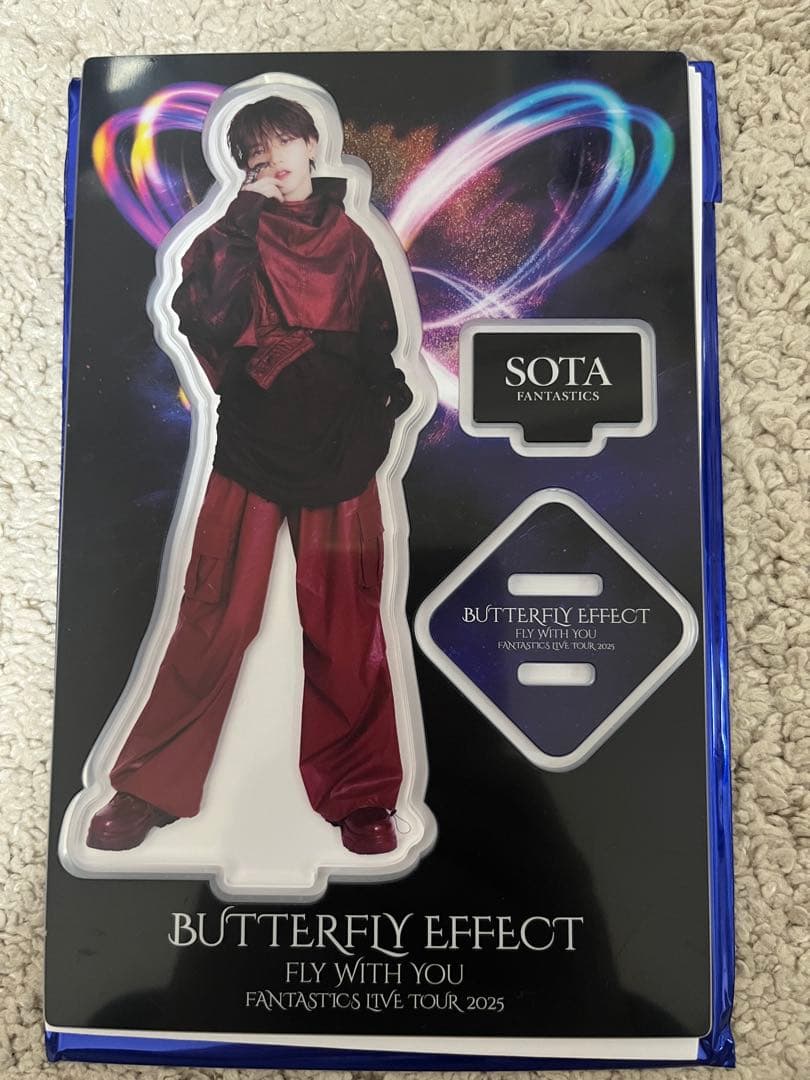 SOTA
FANTASTICS
BUTTERFLY EFFECT
FLY WITH YOU
FANTASTICS LIVE TOUR 2025
BUTTERFLY EFFECT
FLY WITH YOU
FANTASTICS LIVE TOUR 2025